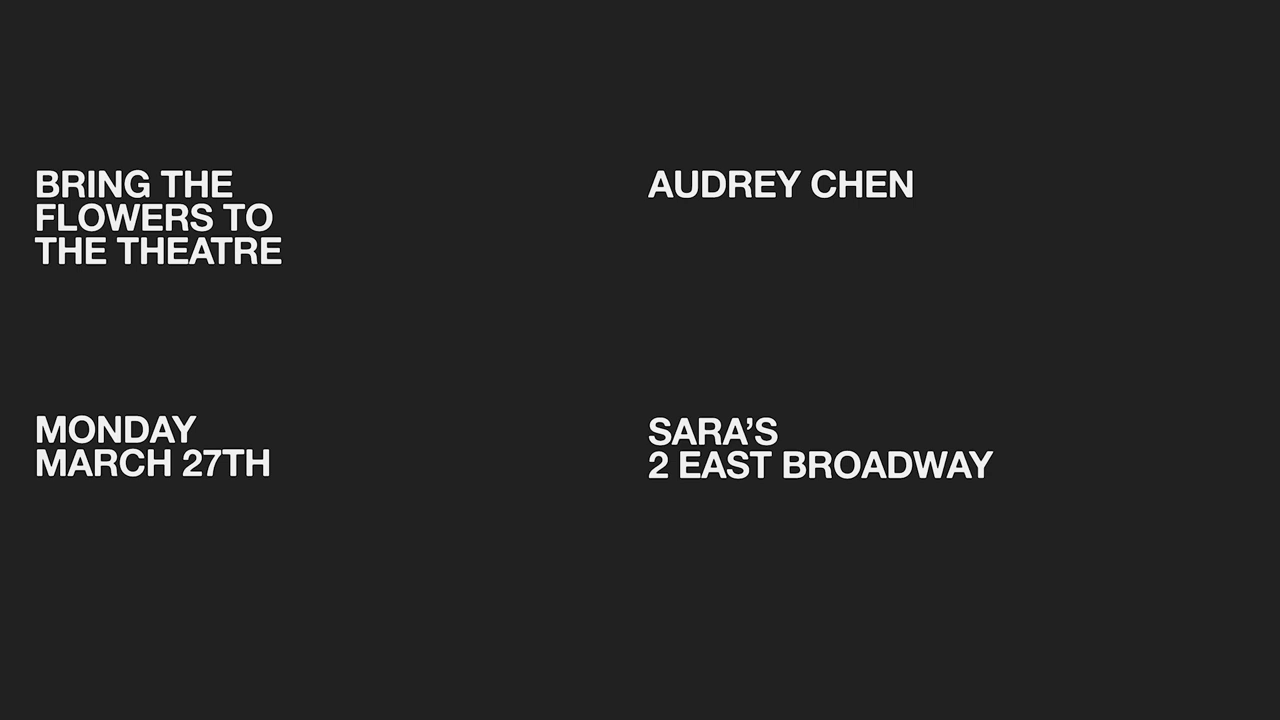 BRING THE
FLOWERS TO
THE THEATRE
AUDREY CHEN
MONDAY
MARCH 27TH
SARA’S
2 EAST BROADWAY